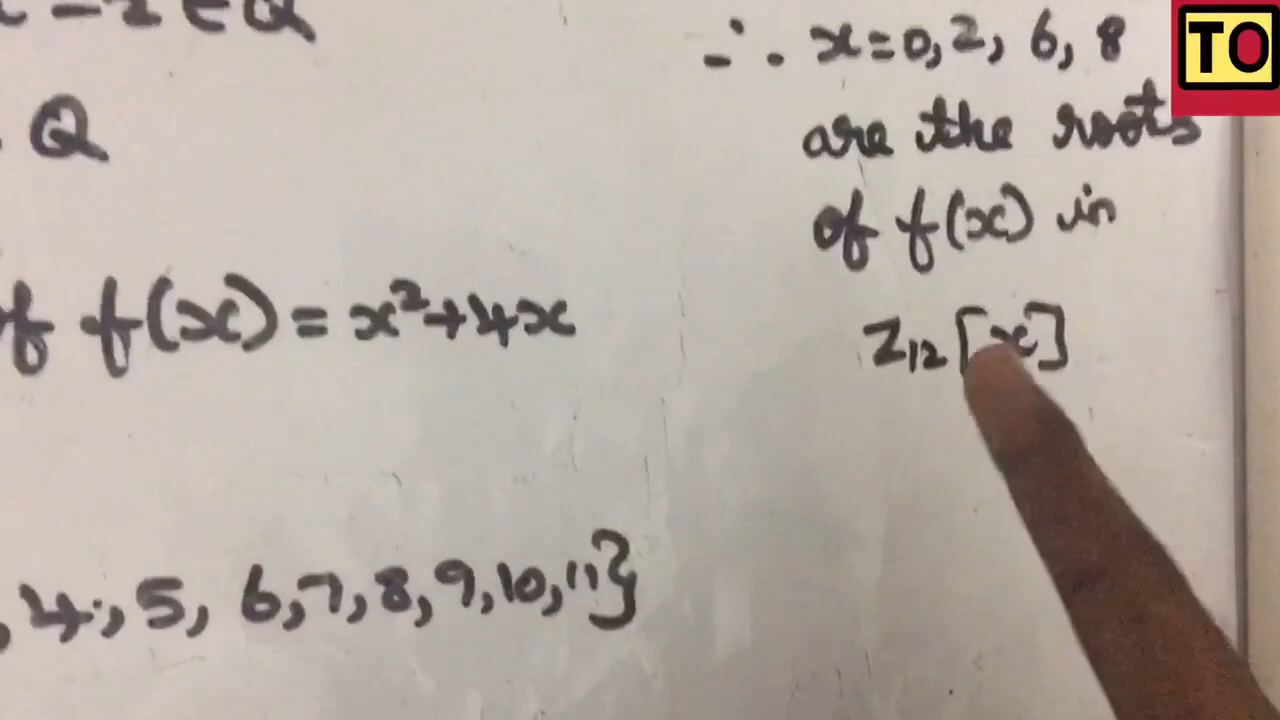 ∈ Q
Q
of f(x) = x²+4x
, 4, 5, 6, 7, 8, 9, 10, 11}
∴ x = 0, 2, 6, 8
are the roots
of f(x) in
Z₁₂[x]
TO